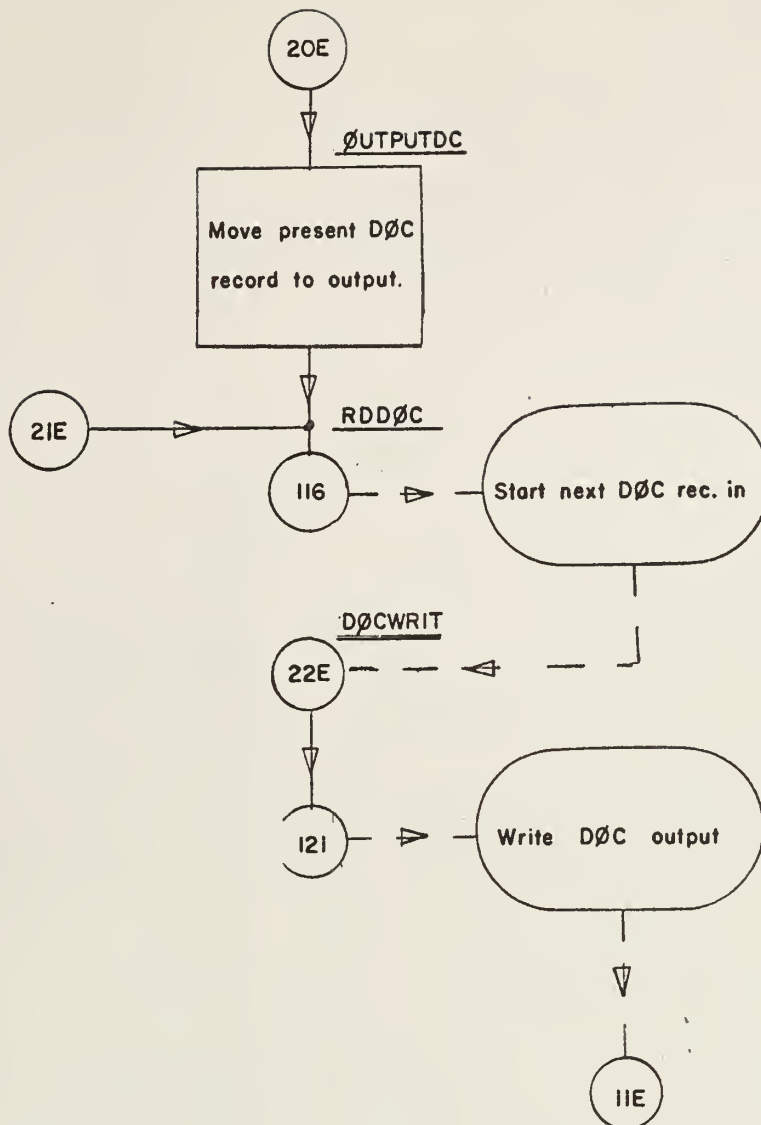 20E
ØUTPUTDC
Move present DØC
record to output.
21E
RDDØC
116
Start next DØC rec. in
DØCWRIT
22E
121
Write DØC output
11E